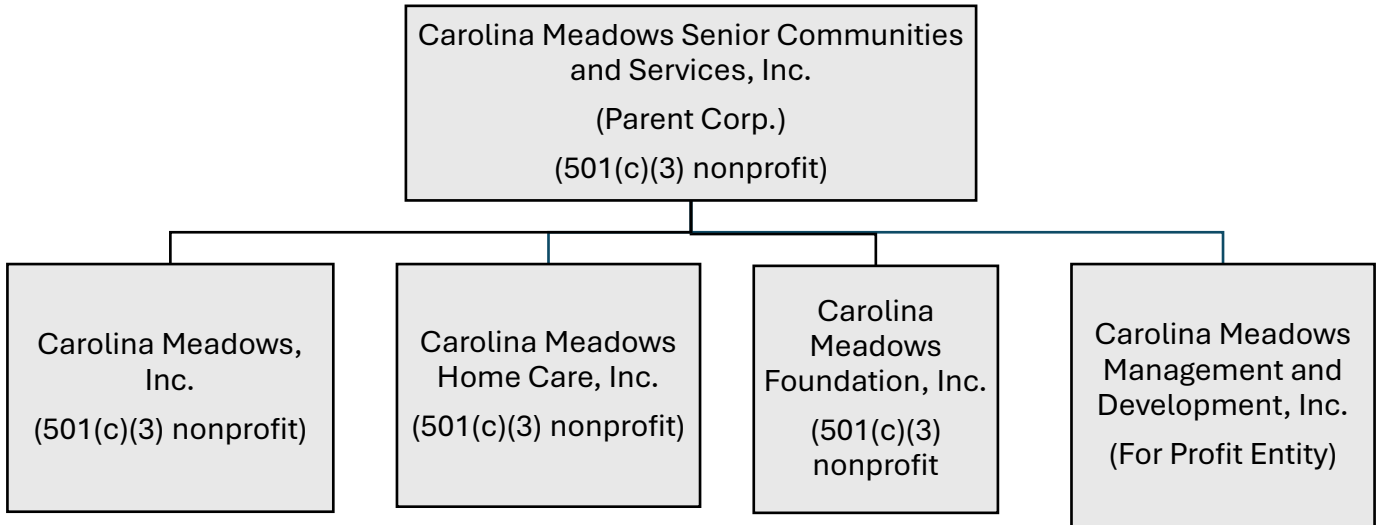 Carolina Meadows Senior Communities
and Services, Inc.
(Parent Corp.)
(501(c)(3) nonprofit)
Carolina Meadows,
Inc.
(501(c)(3) nonprofit)
Carolina Meadows
Home Care, Inc.
(501(c)(3) nonprofit)
Carolina
Meadows
Foundation, Inc.
(501(c)(3)
nonprofit
Carolina Meadows
Management and
Development, Inc.
(For Profit Entity)